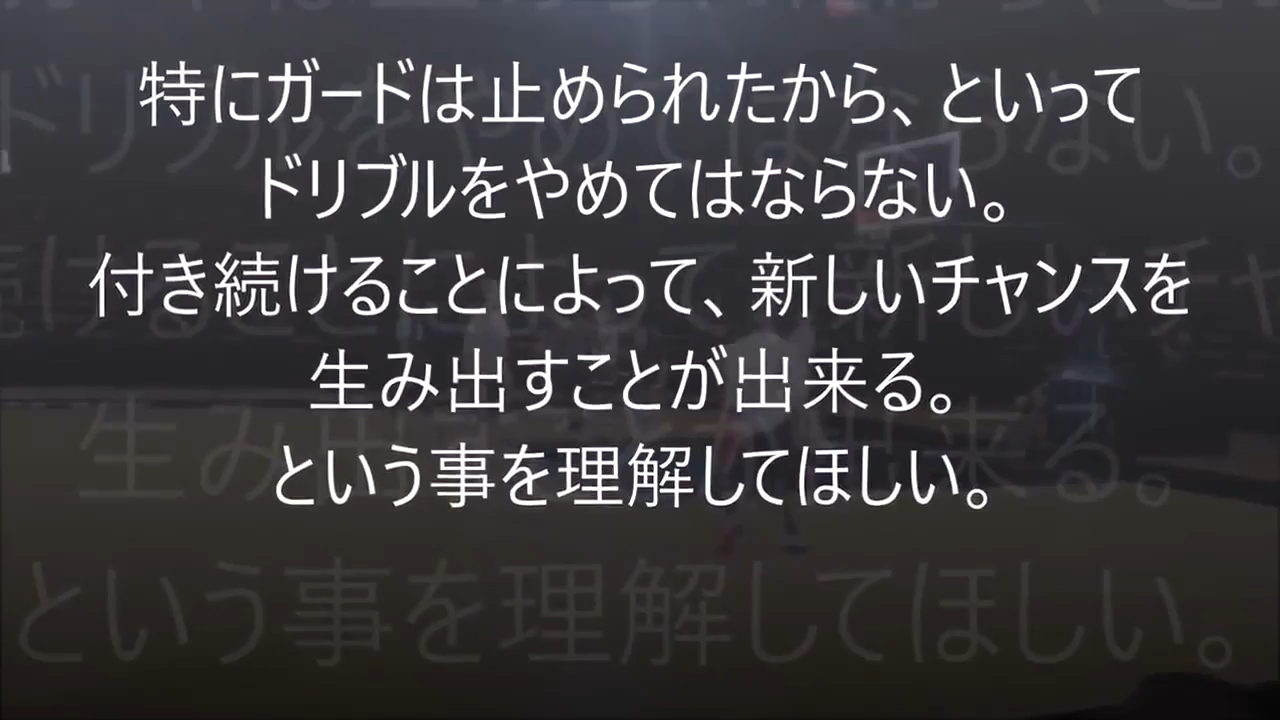 特にガードは止められたから、といって
ドリブルをやめてはならない。
付き続けることによって、新しいチャンスを
生み出すことが出来る。
という事を理解してほしい。